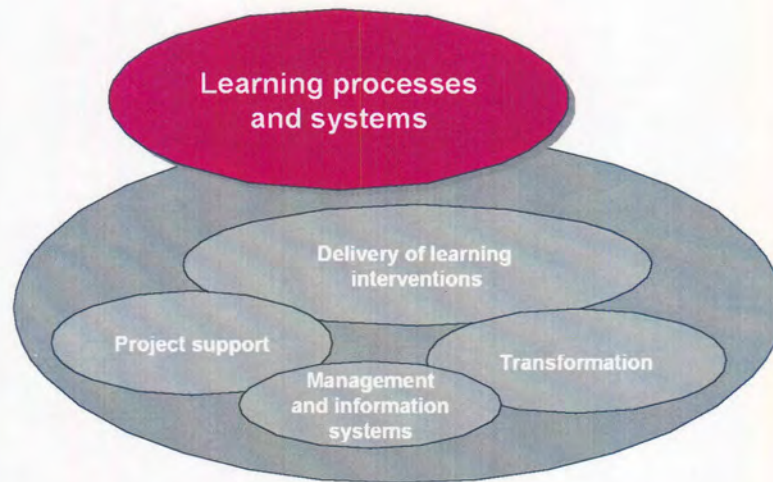 Learning processes
and systems
Delivery of learning
interventions
Project support
Transformation
Management
and information
systems